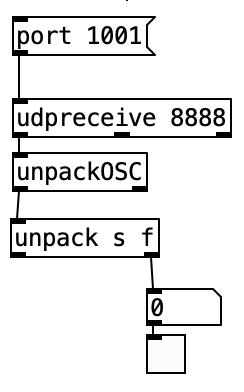 port 1001
udpreceive 8888
unpackOSC
unpack s f
0